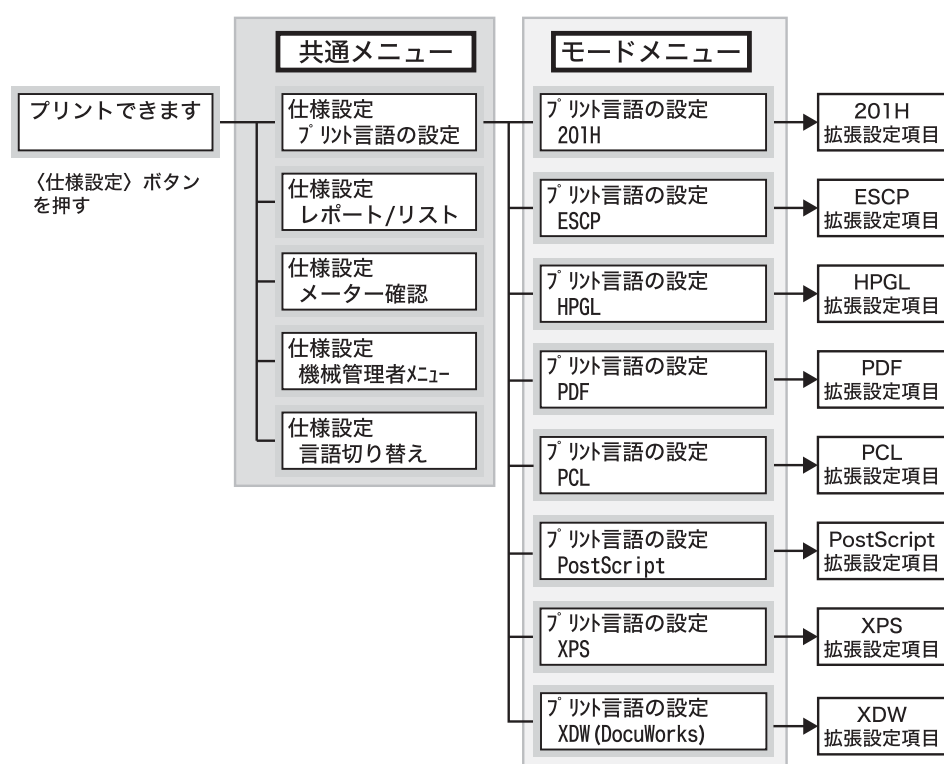 共通メニュー
モードメニュー
プリントできます
〈仕様設定〉ボタン
を押す
仕様設定
プリント言語の設定
仕様設定
レポート/リスト
仕様設定
メーター確認
仕様設定
機械管理者メニュー
仕様設定
言語切り替え
プリント言語の設定
201H
プリント言語の設定
ESCP
プリント言語の設定
HPGL
プリント言語の設定
PDF
プリント言語の設定
PCL
プリント言語の設定
PostScript
プリント言語の設定
XPS
プリント言語の設定
XDW(DocuWorks)
201H
拡張設定項目
ESCP
拡張設定項目
HPGL
拡張設定項目
PDF
拡張設定項目
PCL
拡張設定項目
PostScript
拡張設定項目
XPS
拡張設定項目
XDW
拡張設定項目